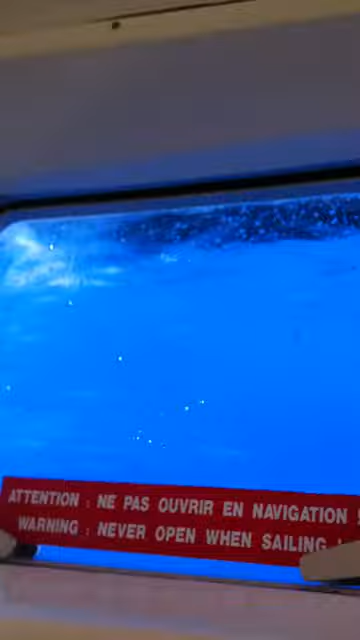 ATTENTION : NE PAS OUVRIR EN NAVIGATION !
WARNING : NEVER OPEN WHEN SAILING !